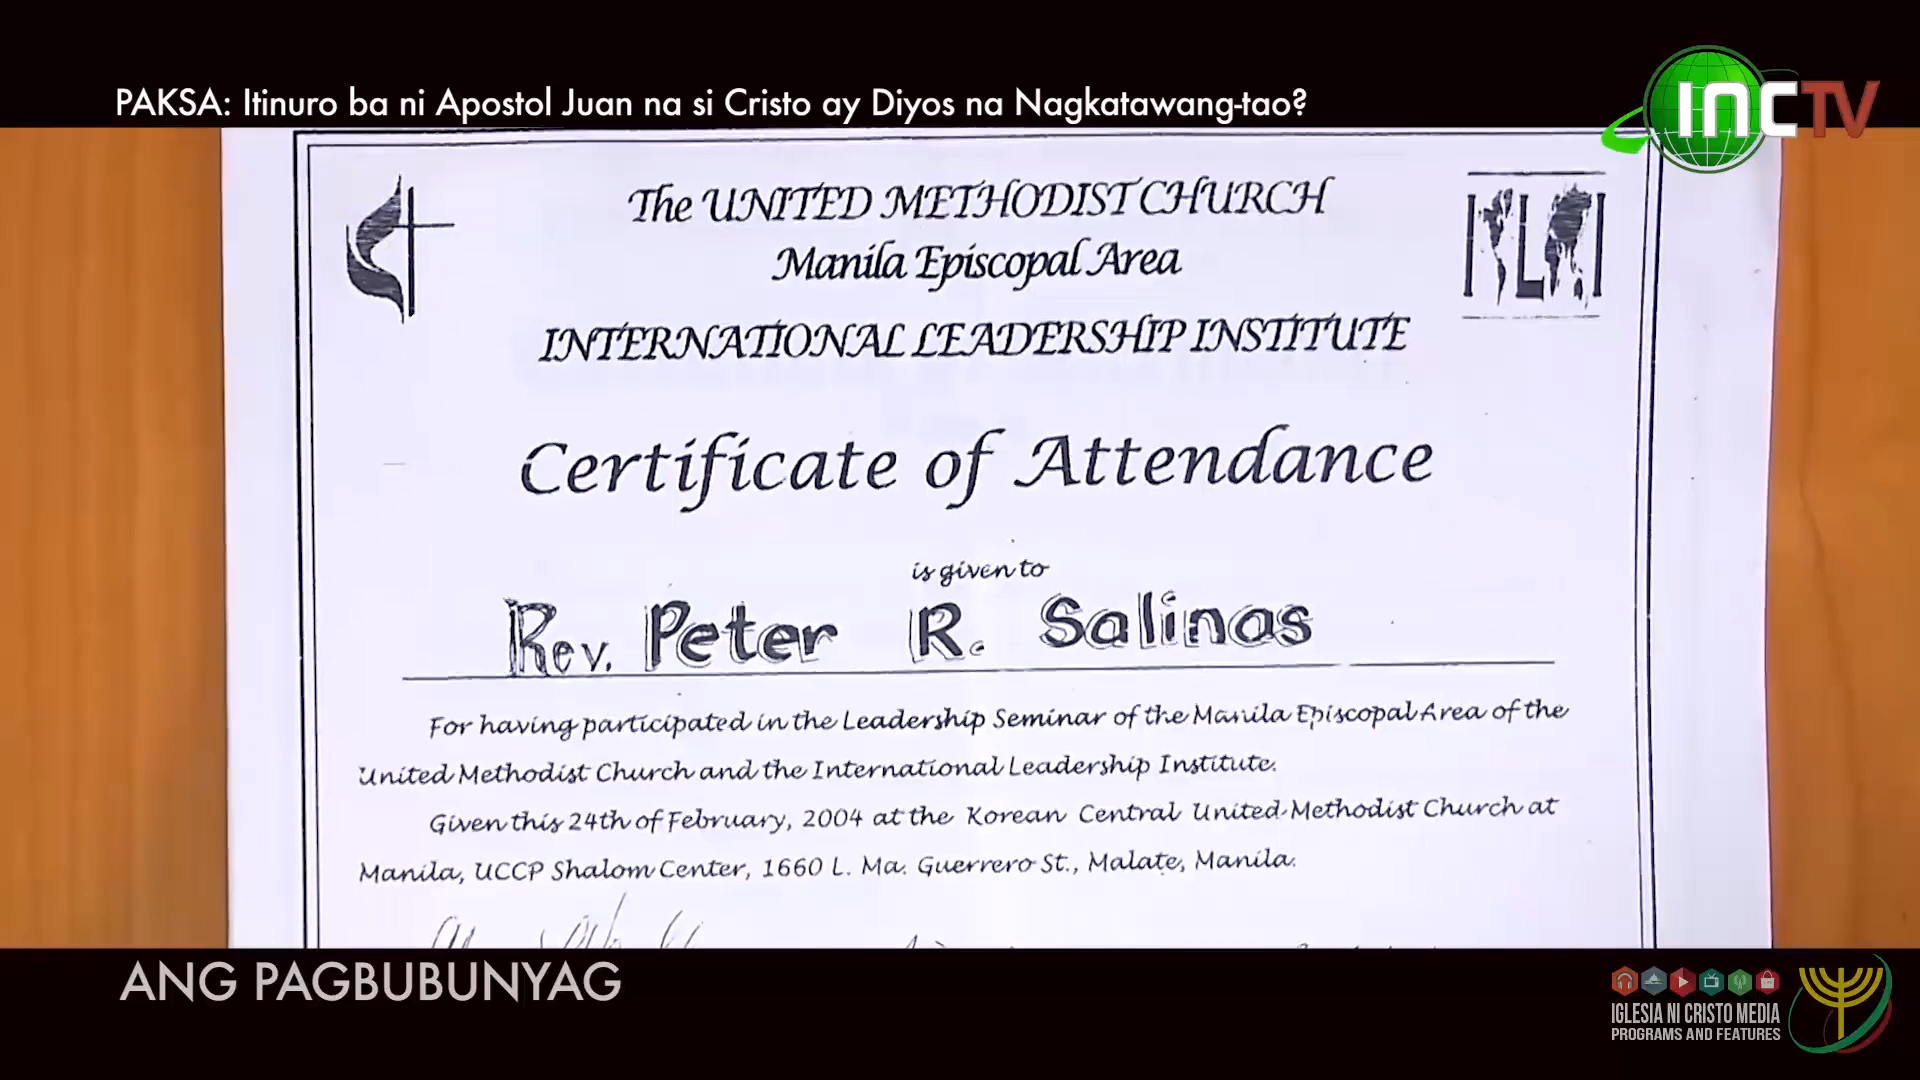 PAKSA: Itinuro ba ni Apostol Juan na si Cristo ay Diyos na Nagkatawang-tao?
INCTV
The UNITED METHODIST CHURCH
Manila Episcopal Area
INTERNATIONAL LEADERSHIP INSTITUTE
ILI
Certificate of Attendance
is given to
Rev. Peter R. Salinas
For having participated in the Leadership Seminar of the Manila Episcopal Area of the
United Methodist Church and the International Leadership Institute.
Given this 24th of February, 2004 at the Korean Central United Methodist Church at
Manila, UCCP Shalom Center, 1660 L. Ma. Guerrero St., Malate, Manila.
ANG PAGBUBUNYAG
IGLESIA NI CRISTO MEDIA
PROGRAMS AND FEATURES